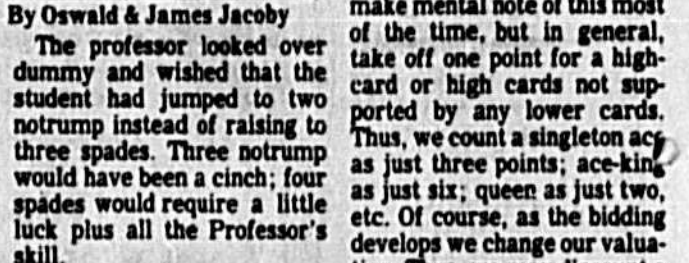 By Oswald & James Jacoby
The professor looked over
dummy and wished that the
student had jumped to two
notrump instead of raising to
three spades. Three notrump
would have been a cinch; four
spades would require a little
luck plus all the Professor's
skill.
make mental note of this most
of the time, but in general,
take off one point for a high-
card or high cards not sup-
ported by any lower cards.
Thus, we count a singleton ace
as just three points; ace-king
as just six; queen as just two,
etc. Of course, as the bidding
develops we change our valua-